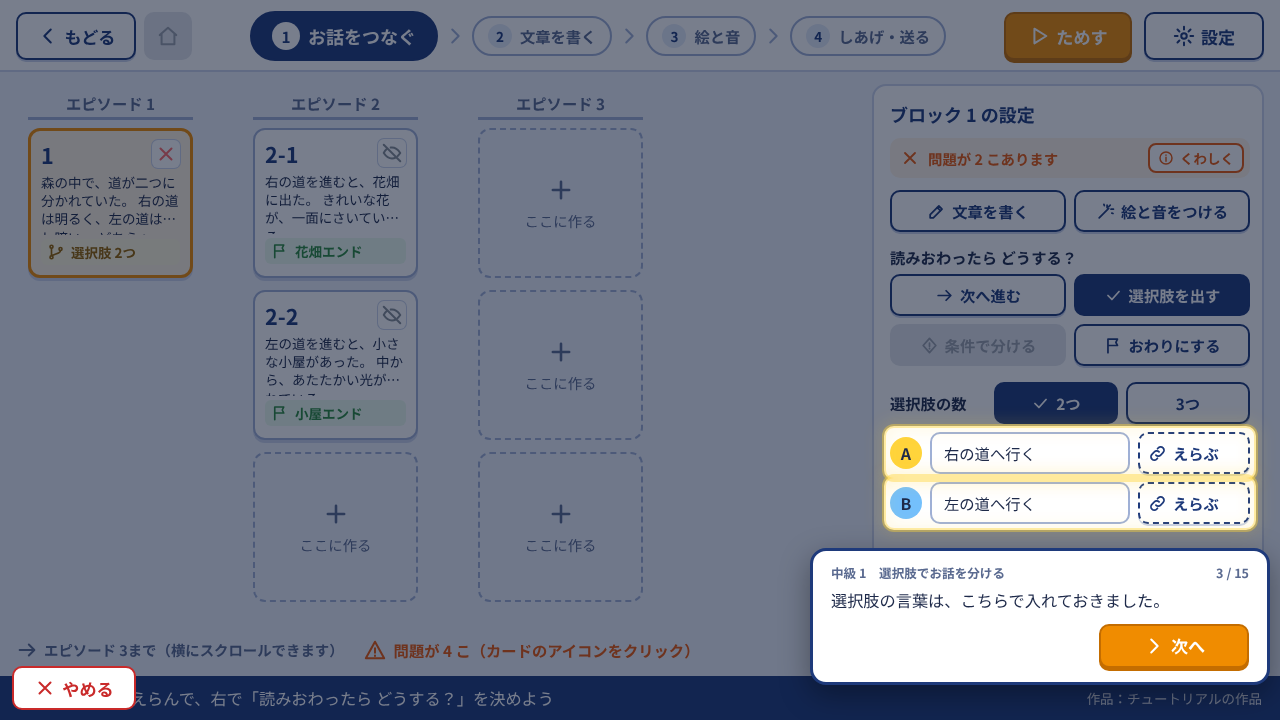 もどる
1 お話をつなぐ
2 文章を書く
3 絵と音
4 しあげ・送る
ためす
設定
エピソード 1
エピソード 2
エピソード 3
1
森の中で、道が二つに
分かれていた。 右の道
は明るく、左の道は…
選択肢 2つ
2-1
右の道を進むと、花畑
に出た。 きれいな花
が、一面にさいてい…
花畑エンド
2-2
左の道を進むと、小さ
な小屋があった。 中か
ら、あたたかい光が…
小屋エンド
ここに作る
ここに作る
ここに作る
ここに作る
ここに作る
ブロック 1 の設定
問題が 2 こあります
くわしく
文章を書く
絵と音をつける
読みおわったら どうする？
次へ進む
選択肢を出す
条件で分ける
おわりにする
選択肢の数
2つ
3つ
A 右の道へ行く えらぶ
B 左の道へ行く えらぶ
中級 1 選択肢でお話を分ける
3 / 15
選択肢の言葉は、こちらで入れておきました。
次へ
エピソード 3まで（横にスクロールできます）
問題が 4 こ（カードのアイコンをクリック）
やめる
えらんで、右で「読みおわったら どうする？」を決めよう
作品：チュートリアルの作品